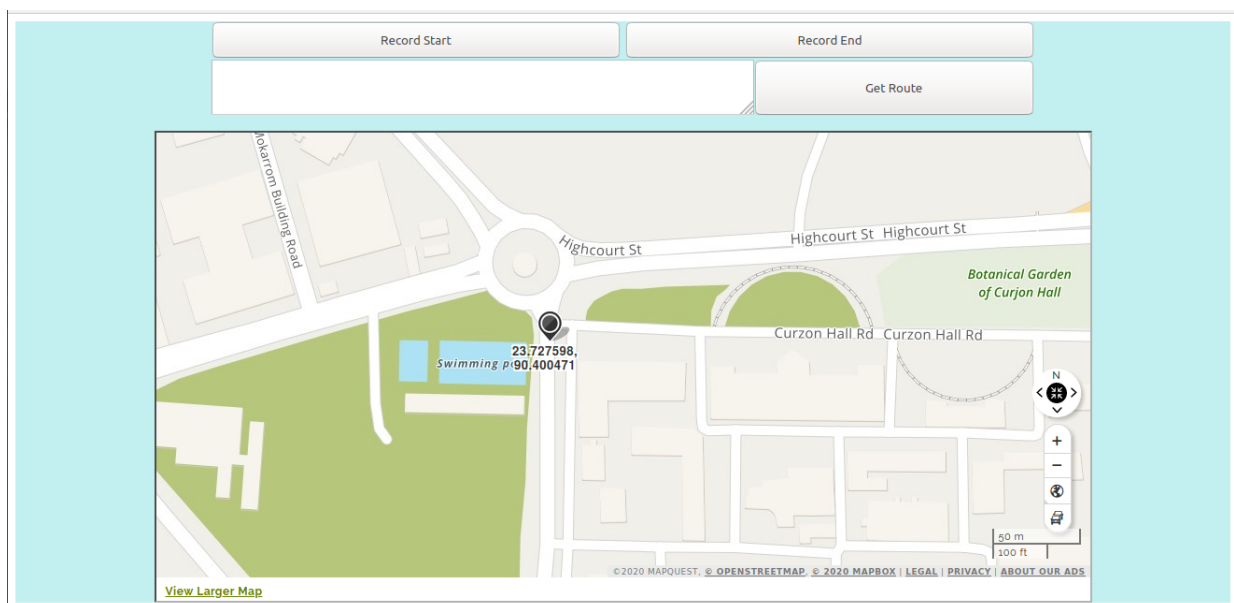 Record Start
Record End
Get Route
Mokarrom Building Road
Highcourt St
Highcourt St Highcourt St
Botanical Garden
of Curjon Hall
Curzon Hall Rd Curzon Hall Rd
23.727598,
Swimming p
90.400471
N
+
−
50 m
100 ft
©2020 MAPQUEST, © OPENSTREETMAP, © 2020 MAPBOX | LEGAL | PRIVACY | ABOUT OUR ADS
View Larger Map